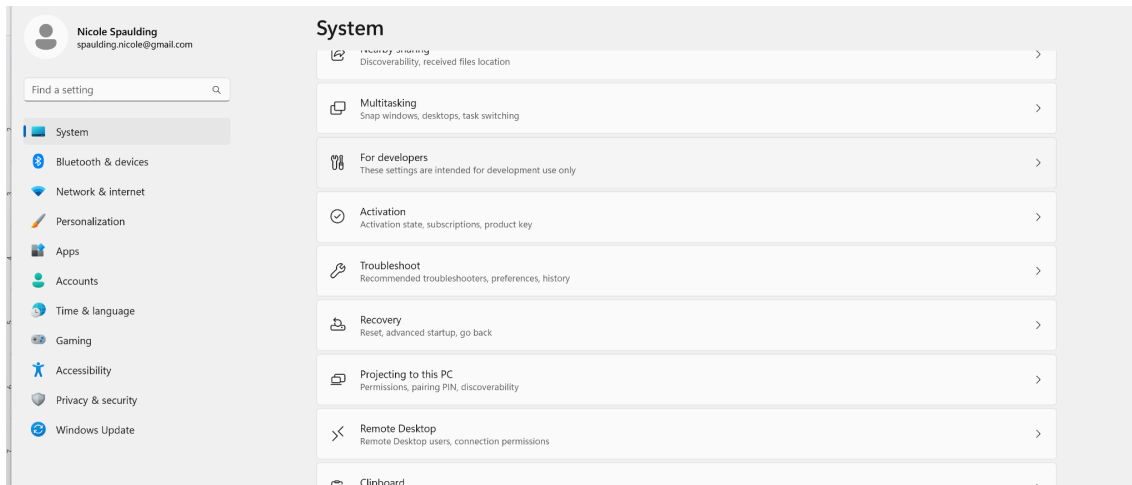 Nicole Spaulding
spaulding.nicole@gmail.com
Find a setting
System
Bluetooth & devices
Network & internet
Personalization
Apps
Accounts
Time & language
Gaming
Accessibility
Privacy & security
Windows Update
System
Nearby sharing
Discoverability, received files location
Multitasking
Snap windows, desktops, task switching
For developers
These settings are intended for development use only
Activation
Activation state, subscriptions, product key
Troubleshoot
Recommended troubleshooters, preferences, history
Recovery
Reset, advanced startup, go back
Projecting to this PC
Permissions, pairing PIN, discoverability
Remote Desktop
Remote Desktop users, connection permissions
Clipboard